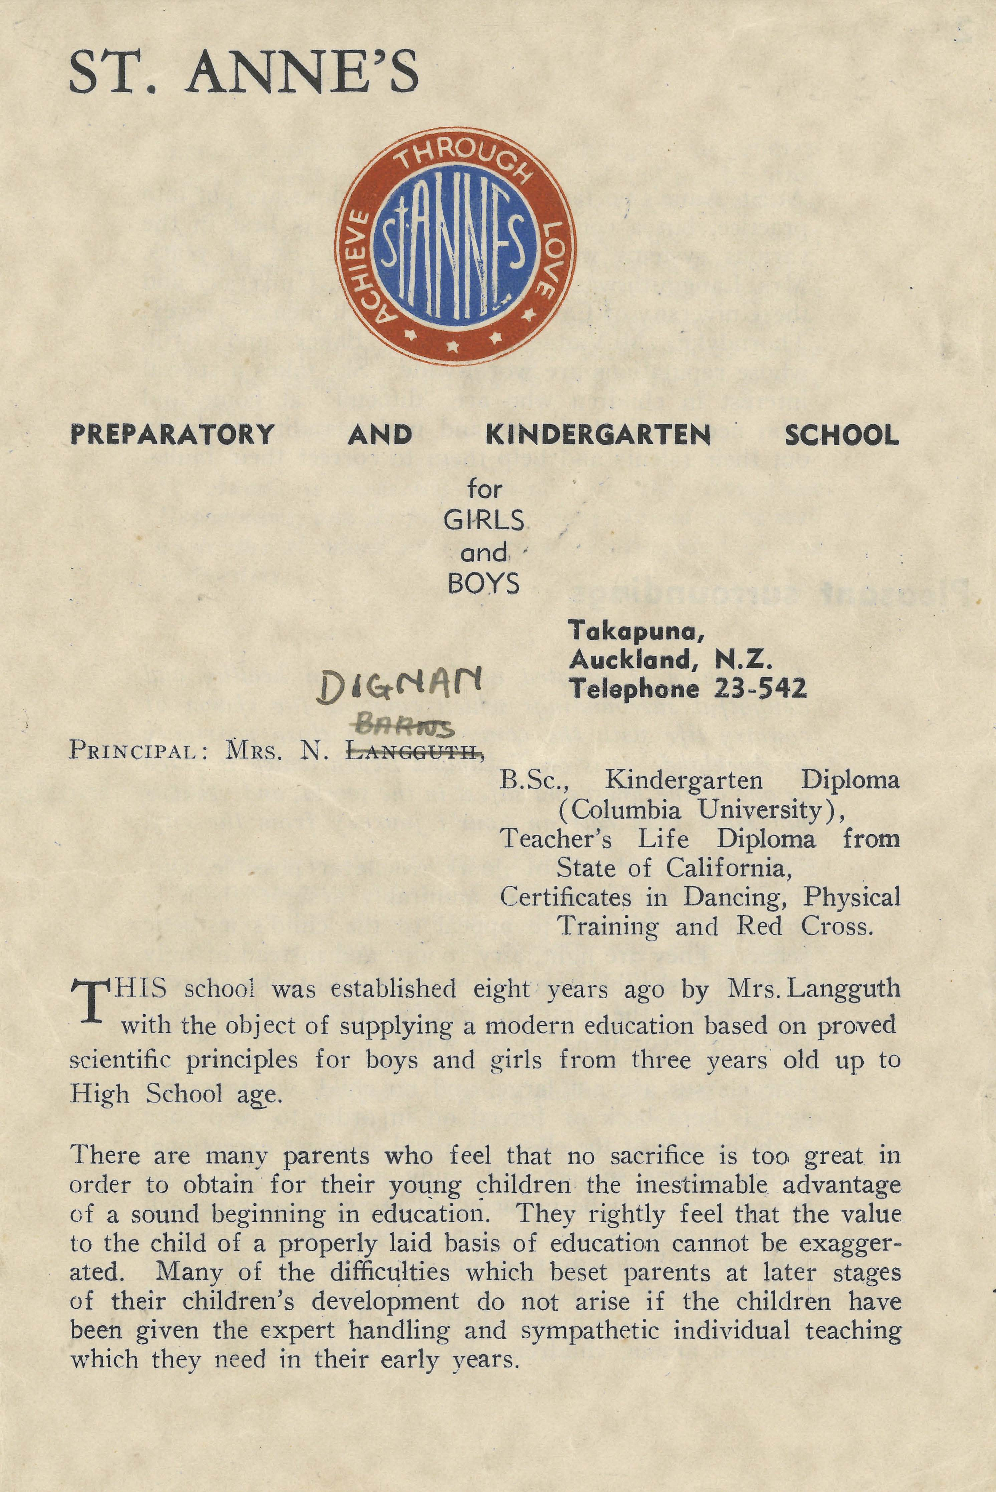 ST. ANNE'S
ACHIEVE THROUGH LOVE
St ANNES
PREPARATORY AND KINDERGARTEN SCHOOL
for
GIRLS
and
BOYS
Takapuna,
Auckland, N.Z.
Telephone 23-542
DIGNAN
BARNS
PRINCIPAL: MRS. N. LANGGUTH,
B.Sc., Kindergarten Diploma
(Columbia University),
Teacher's Life Diploma from
State of California,
Certificates in Dancing, Physical
Training and Red Cross.
THIS school was established eight years ago by Mrs. Langguth
with the object of supplying a modern education based on proved
scientific principles for boys and girls from three years old up to
High School age.
There are many parents who feel that no sacrifice is too great in
order to obtain for their young children the inestimable advantage
of a sound beginning in education. They rightly feel that the value
to the child of a properly laid basis of education cannot be exagger-
ated. Many of the difficulties which beset parents at later stages
of their children's development do not arise if the children have
been given the expert handling and sympathetic individual teaching
which they need in their early years.